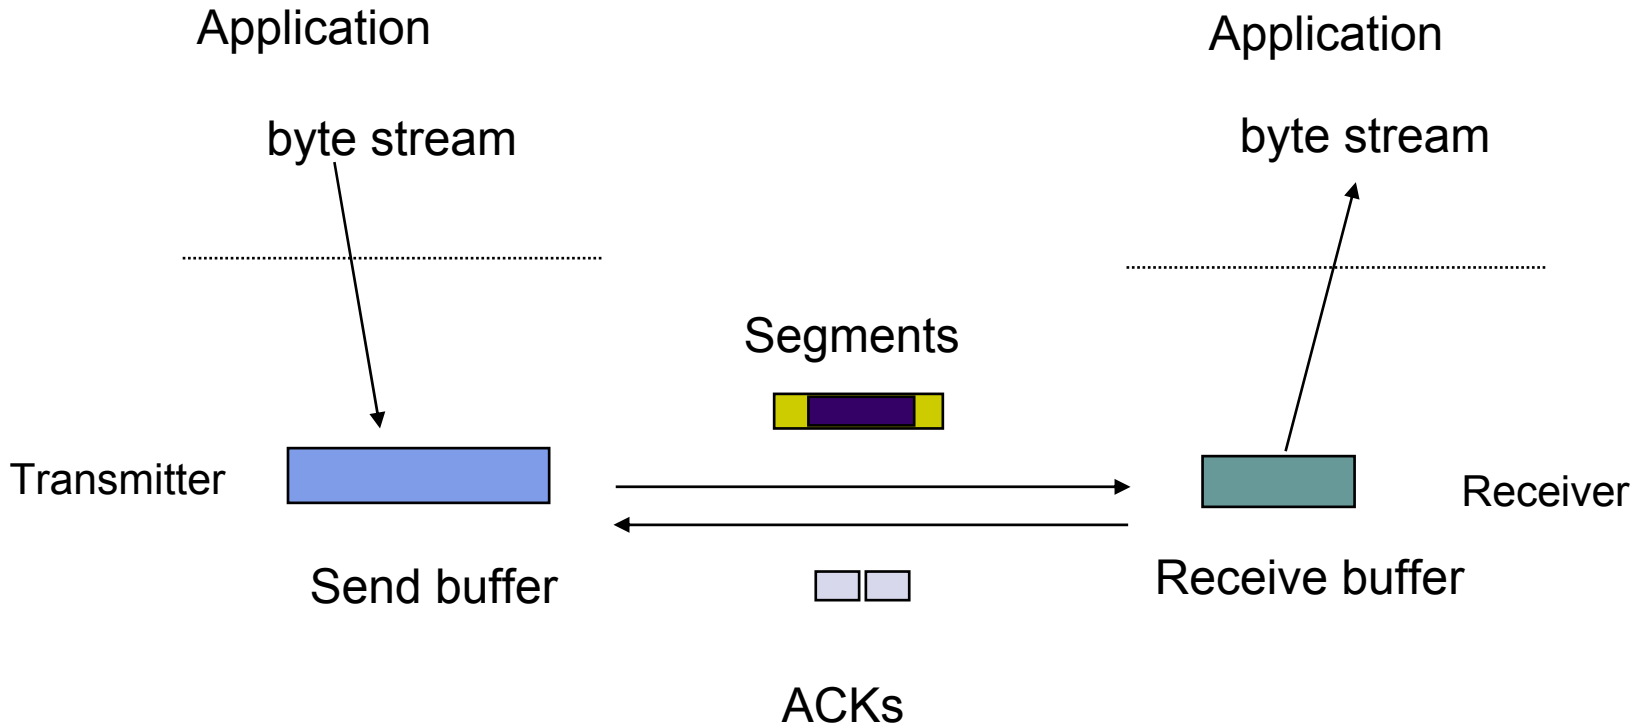 Application
Application
byte stream
byte stream
Segments
Transmitter
Receiver
Send buffer
Receive buffer
ACKs